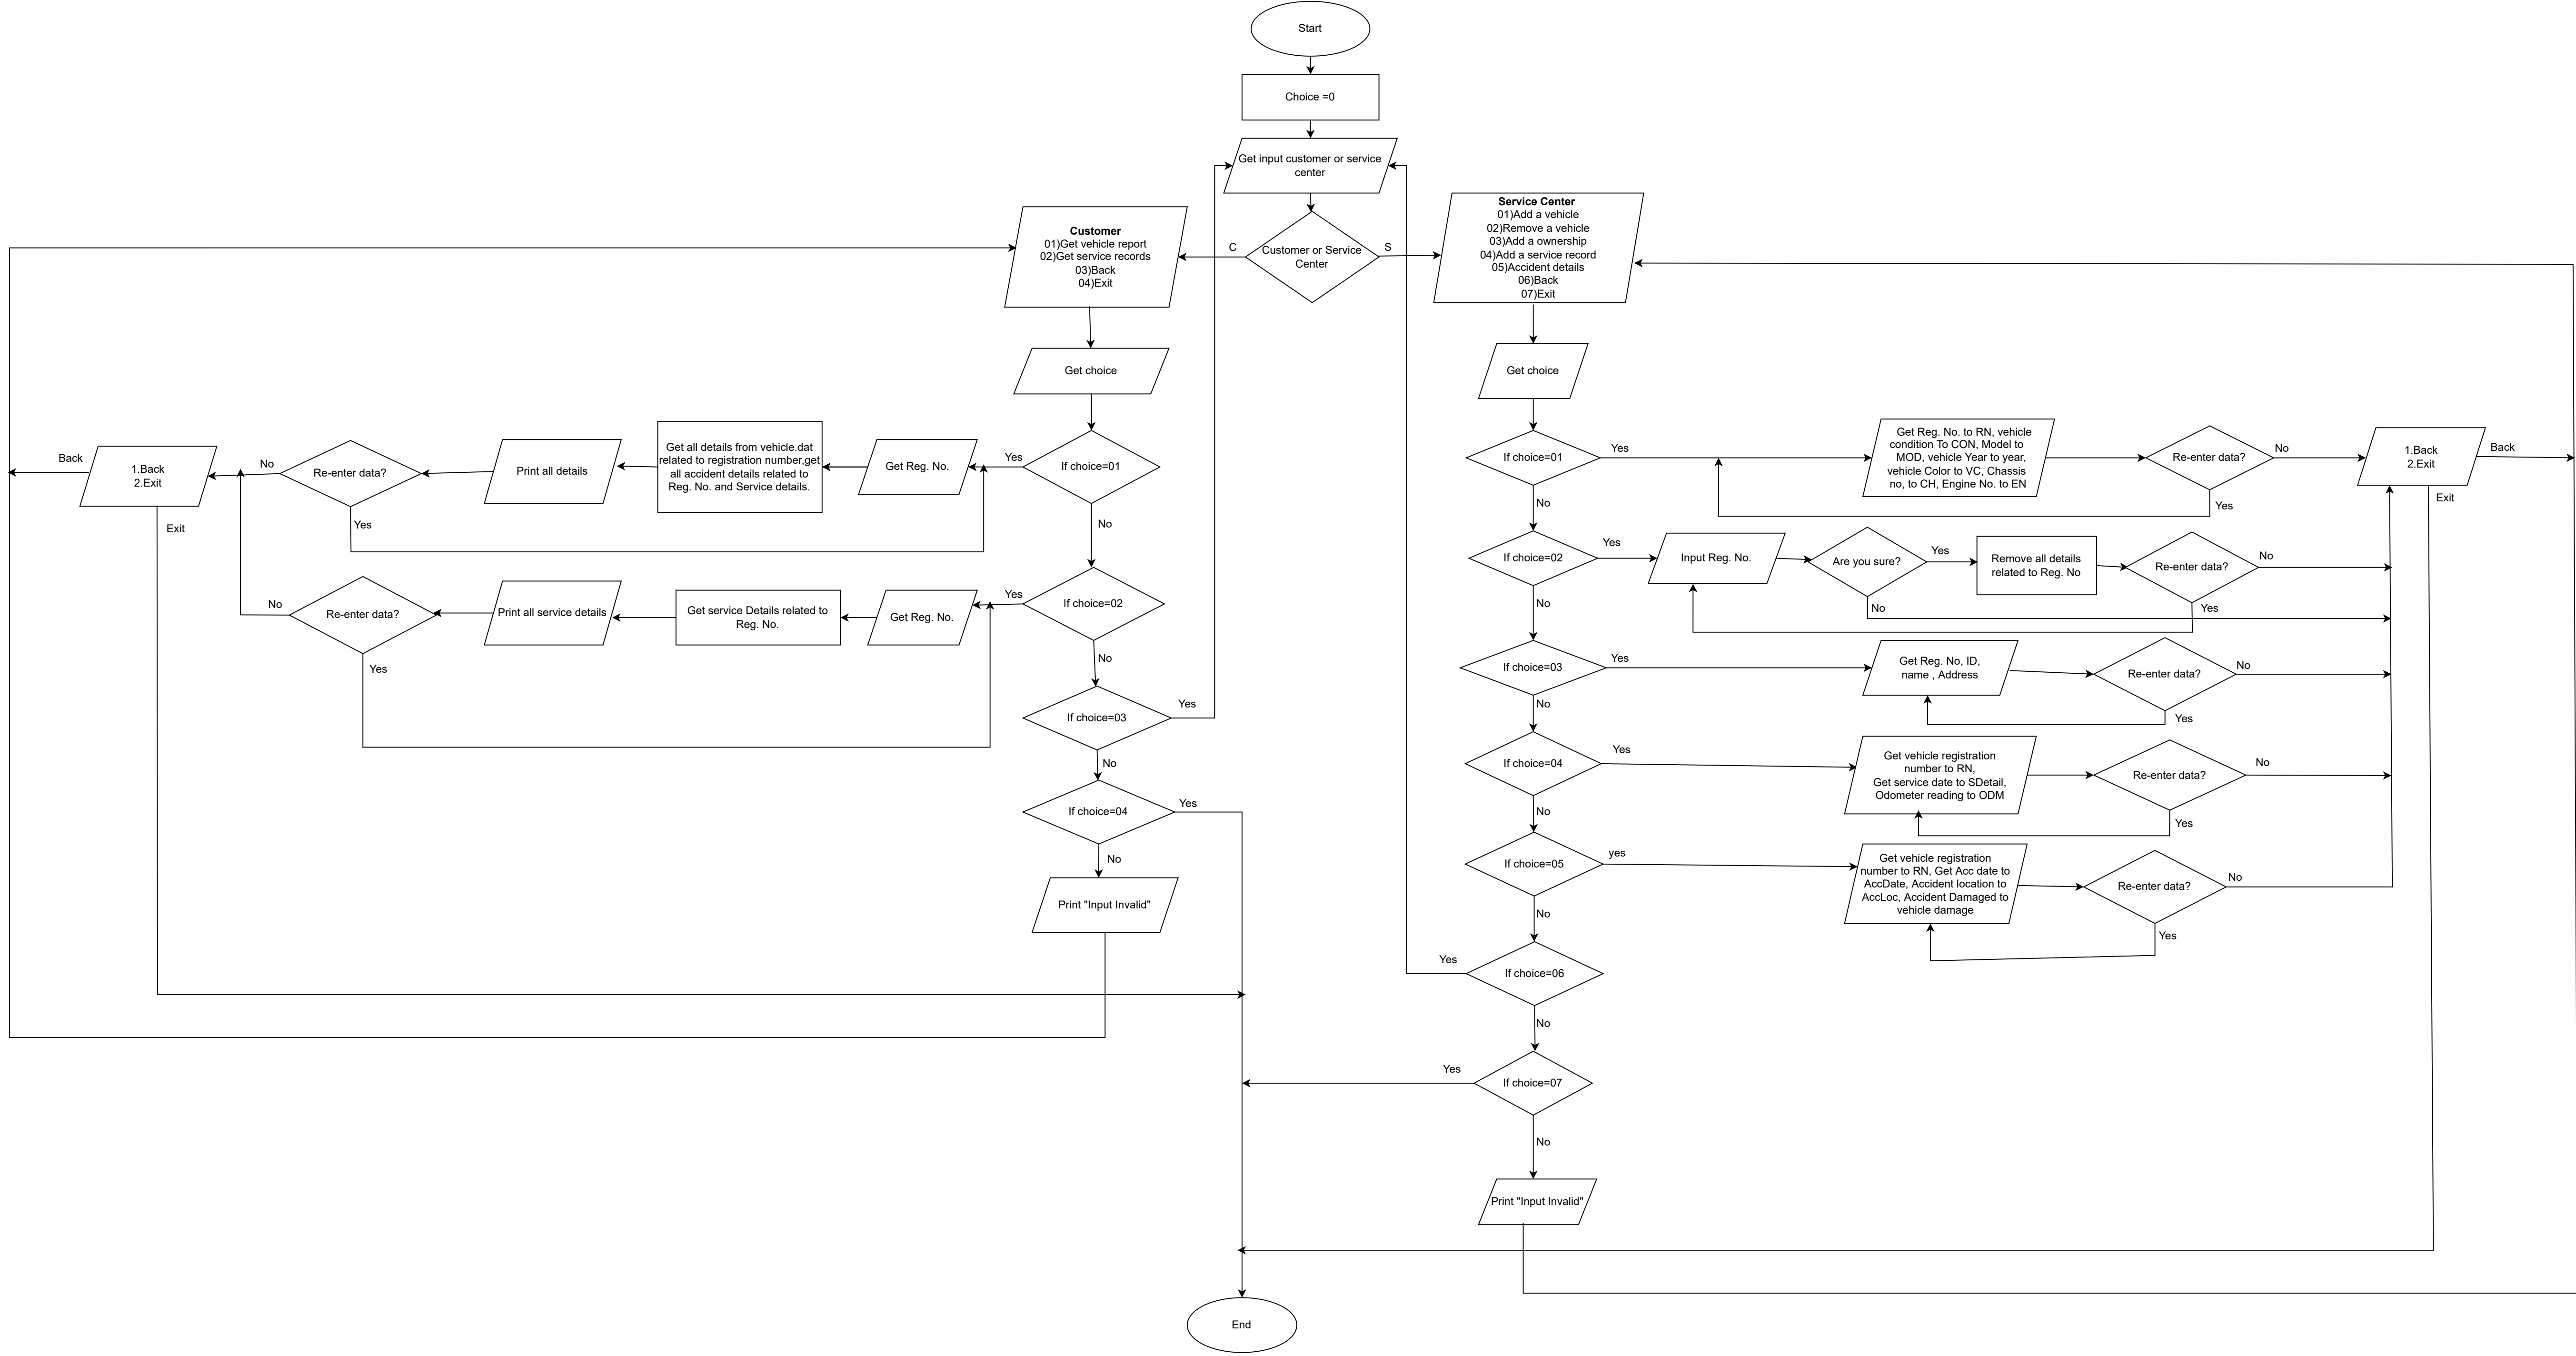 Start
Choice =0
Get input customer or service
center
Customer or Service
Center
C
S
Customer
01)Get vehicle report
02)Get service records
03)Back
04)Exit
Get choice
If choice=01
Yes
No
Get Reg. No.
Get all details from vehicle.dat
related to registration number,get
all accident details related to
Reg. No. and Service details.
Print all details
Re-enter data?
No
Yes
1.Back
2.Exit
Back
Exit
If choice=02
Yes
No
Get Reg. No.
Get service Details related to
Reg. No.
Print all service details
Re-enter data?
No
Yes
If choice=03
Yes
No
If choice=04
Yes
No
Print "Input Invalid"
Service Center
01)Add a vehicle
02)Remove a vehicle
03)Add a ownership
04)Add a service record
05)Accident details
06)Back
07)Exit
Get choice
If choice=01
Yes
No
Get Reg. No. to RN, vehicle
condition To CON, Model to
MOD, vehicle Year to year,
vehicle Color to VC, Chassis
no, to CH, Engine No. to EN
Re-enter data?
No
Yes
1.Back
2.Exit
Back
Exit
If choice=02
Yes
No
Input Reg. No.
Are you sure?
Yes
No
Remove all details
related to Reg. No
Re-enter data?
No
Yes
If choice=03
Yes
No
Get Reg. No, ID,
name , Address
Re-enter data?
No
Yes
If choice=04
Yes
No
Get vehicle registration
number to RN,
Get service date to SDetail,
Odometer reading to ODM
Re-enter data?
No
Yes
If choice=05
yes
No
Get vehicle registration
number to RN, Get Acc date to
AccDate, Accident location to
AccLoc, Accident Damaged to
vehicle damage
Re-enter data?
No
Yes
If choice=06
Yes
No
If choice=07
Yes
No
Print "Input Invalid"
End